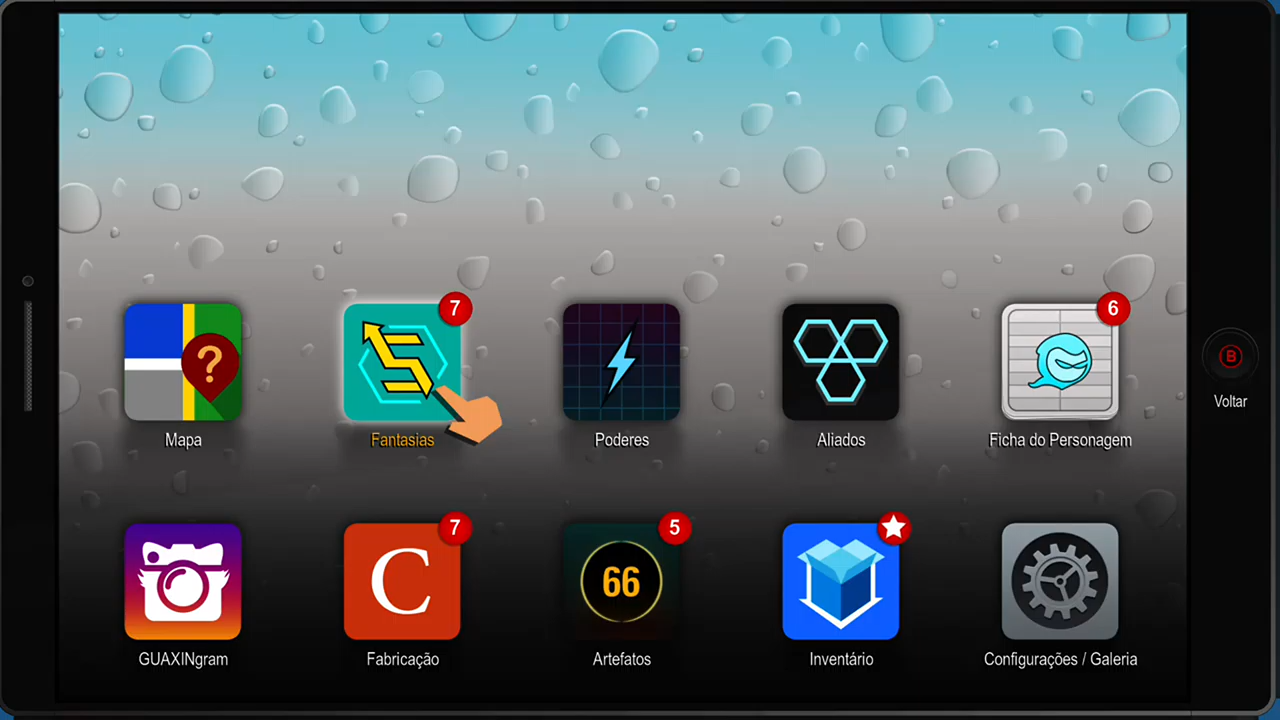 7
6
?
Mapa
Fantasias
Poderes
Aliados
Ficha do Personagem
B
Voltar
7
5
C
66
GUAXINgram
Fabricação
Artefatos
Inventário
Configurações / Galeria